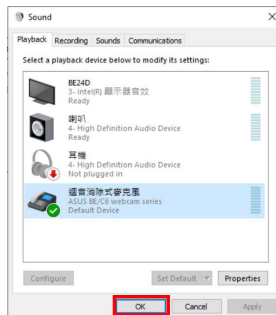 Sound
Playback Recording Sounds Communications
Select a playback device below to modify its settings:
BE24D
3- Intel(R) 顯示器音效
Ready
喇叭
4- High Definition Audio Device
Ready
耳機
4- High Definition Audio Device
Not plugged in
迴音消除式麥克風
ASUS BE/C6 webcam series
Default Device
Configure Set Default Properties
OK Cancel Apply